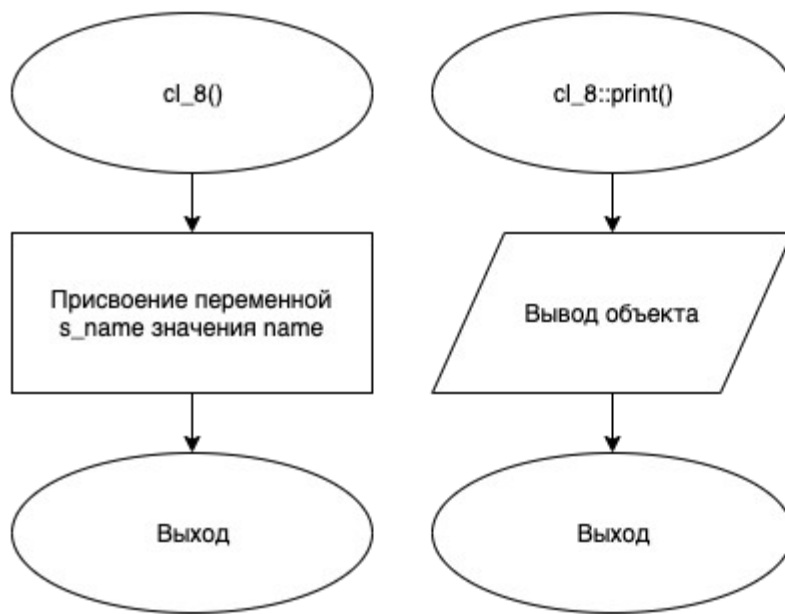 cl_8()
Присвоение переменной
s_name значения name
Выход
cl_8::print()
Вывод объекта
Выход